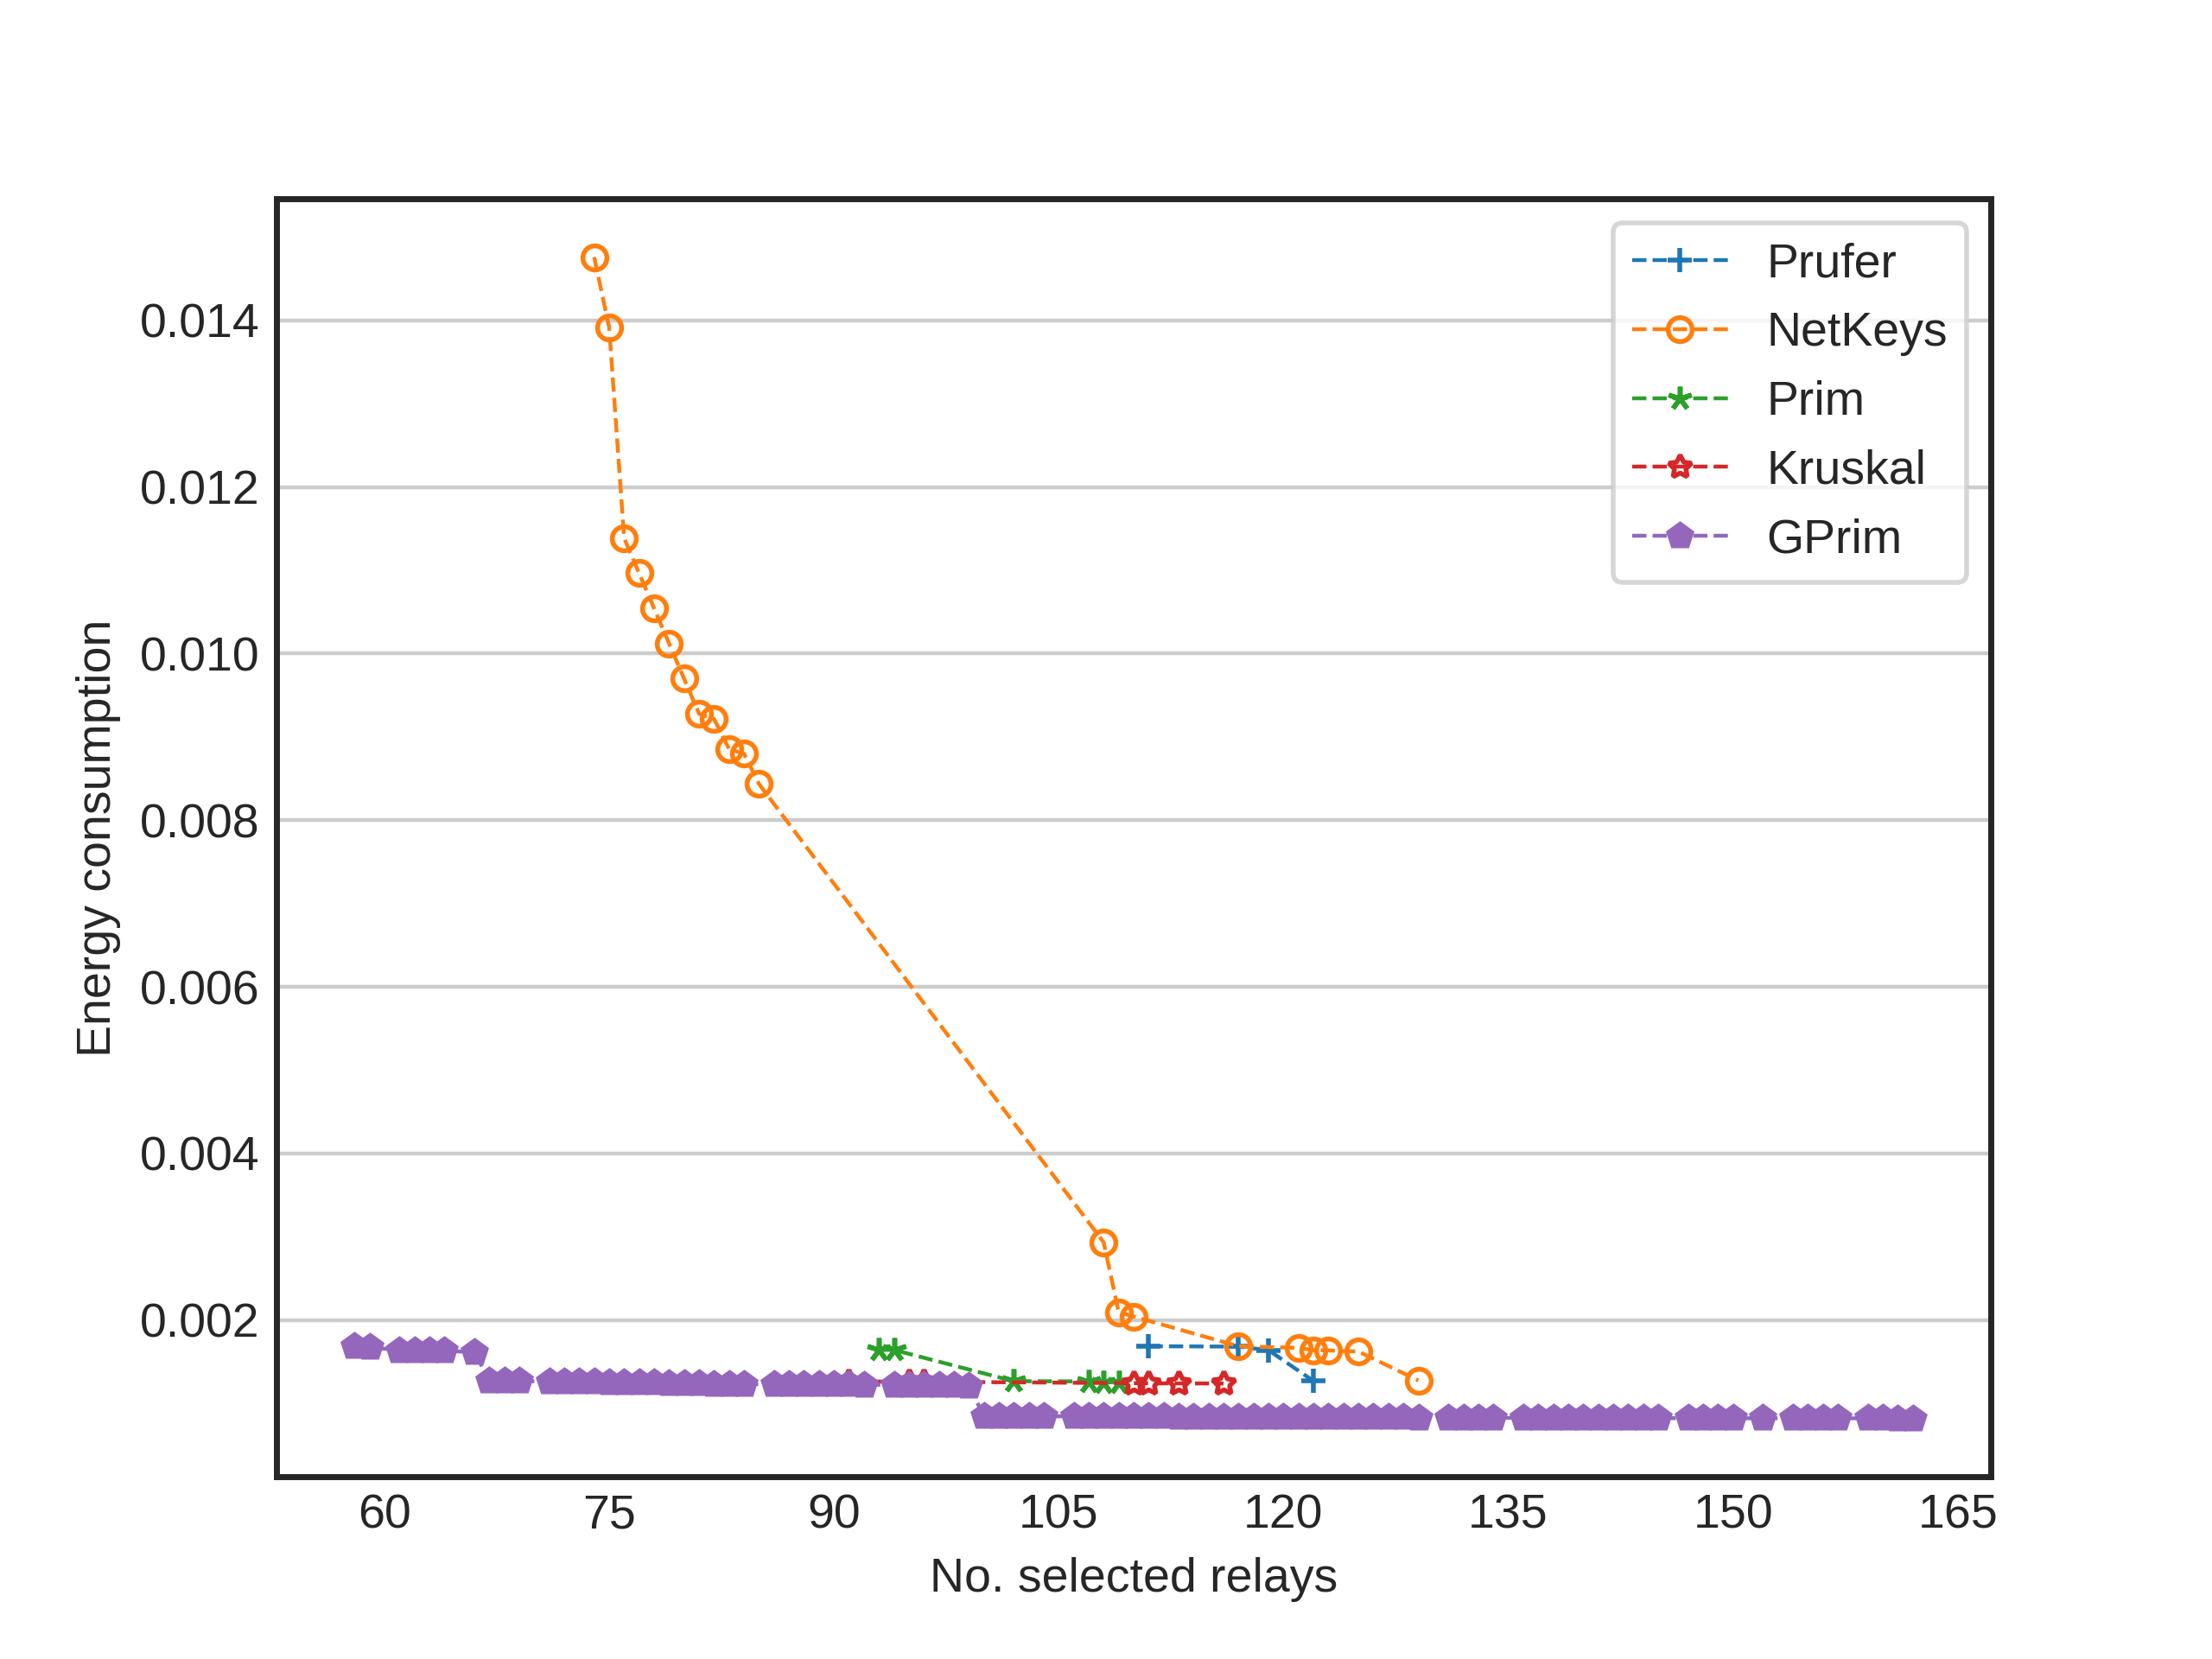 Prufer
NetKeys
Prim
Kruskal
GPrim
0.014
0.012
0.010
0.008
0.006
0.004
0.002
Energy consumption
60 75 90 105 120 135 150 165
No. selected relays